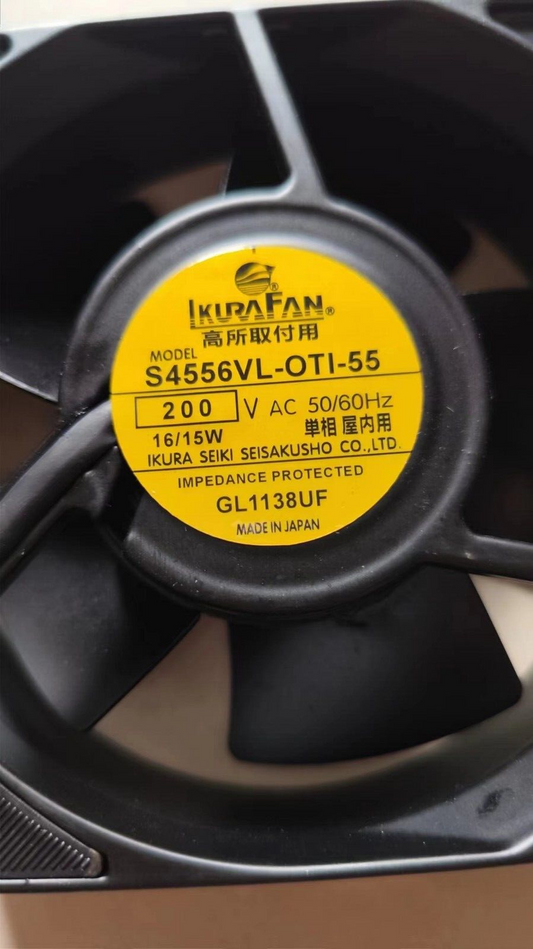 IKURAFAN®
高所取付用
MODEL
S4556VL-OTI-55
200 V AC 50/60Hz
16/15W 単相 屋内用
IKURA SEIKI SEISAKUSHO CO.,LTD.
IMPEDANCE PROTECTED
GL1138UF
MADE IN JAPAN